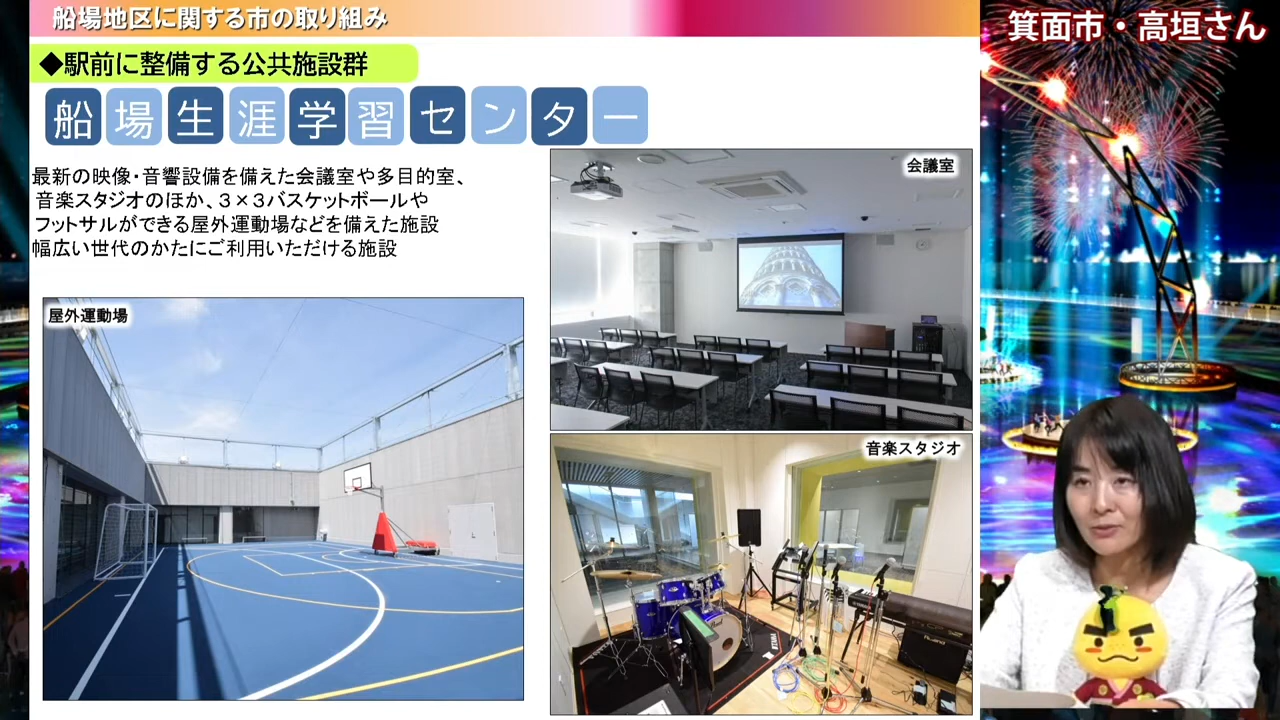 船場地区に関する市の取り組み
箕面市・高垣さん
◆駅前に整備する公共施設群
船場生涯学習センター
最新の映像・音響設備を備えた会議室や多目的室、
音楽スタジオのほか、３×３バスケットボールや
フットサルができる屋外運動場などを備えた施設
幅広い世代のかたにご利用いただける施設
会議室
屋外運動場
音楽スタジオ